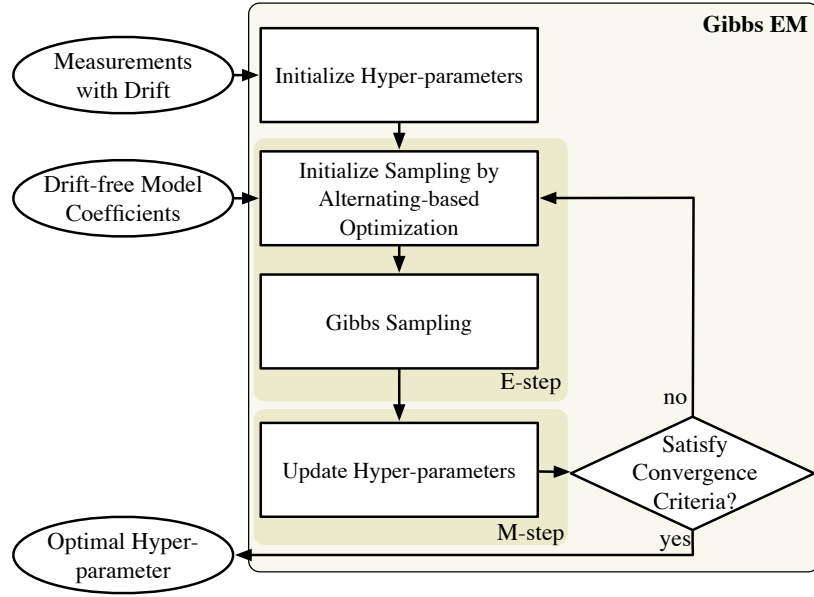 Gibbs EM
Measurements
with Drift
Initialize Hyper-parameters
Drift-free Model
Coefficients
Initialize Sampling by
Alternating-based
Optimization
Gibbs Sampling
E-step
no
Update Hyper-parameters
Satisfy
Convergence
Criteria?
M-step
yes
Optimal Hyper-
parameter